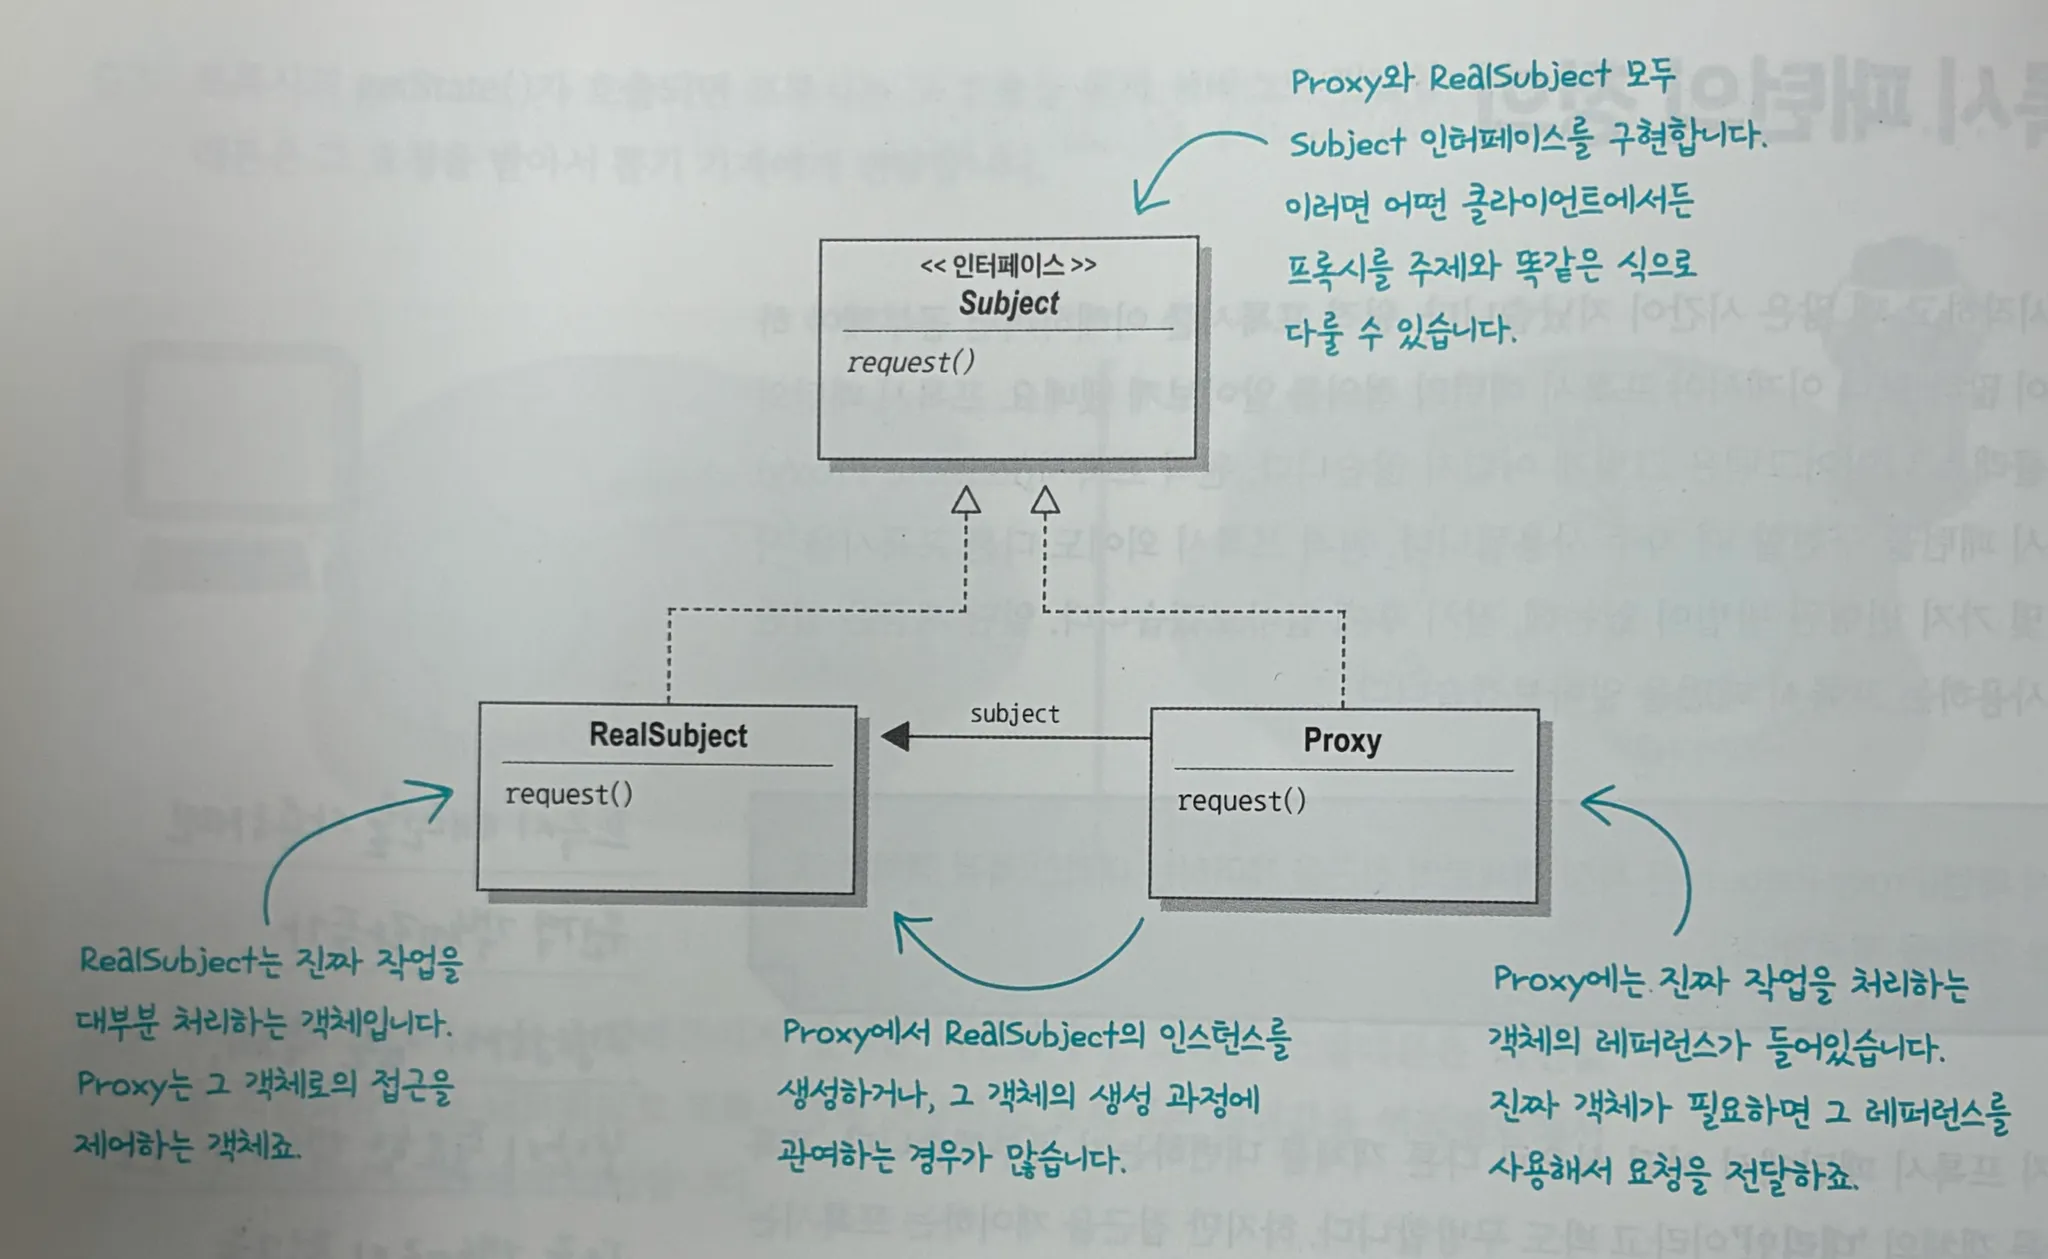 Proxy와 RealSubject 모두
Subject 인터페이스를 구현합니다.
이러면 어떤 클라이언트에서든
프록시를 주제와 똑같은 식으로
다룰 수 있습니다.
<< 인터페이스 >>
Subject
request()
RealSubject
request()
subject
Proxy
request()
RealSubject는 진짜 작업을
대부분 처리하는 객체입니다.
Proxy는 그 객체로의 접근을
제어하는 객체죠.
Proxy에서 RealSubject의 인스턴스를
생성하거나, 그 객체의 생성 과정에
관여하는 경우가 많습니다.
Proxy에는 진짜 작업을 처리하는
객체의 레퍼런스가 들어있습니다.
진짜 객체가 필요하면 그 레퍼런스를
사용해서 요청을 전달하죠.